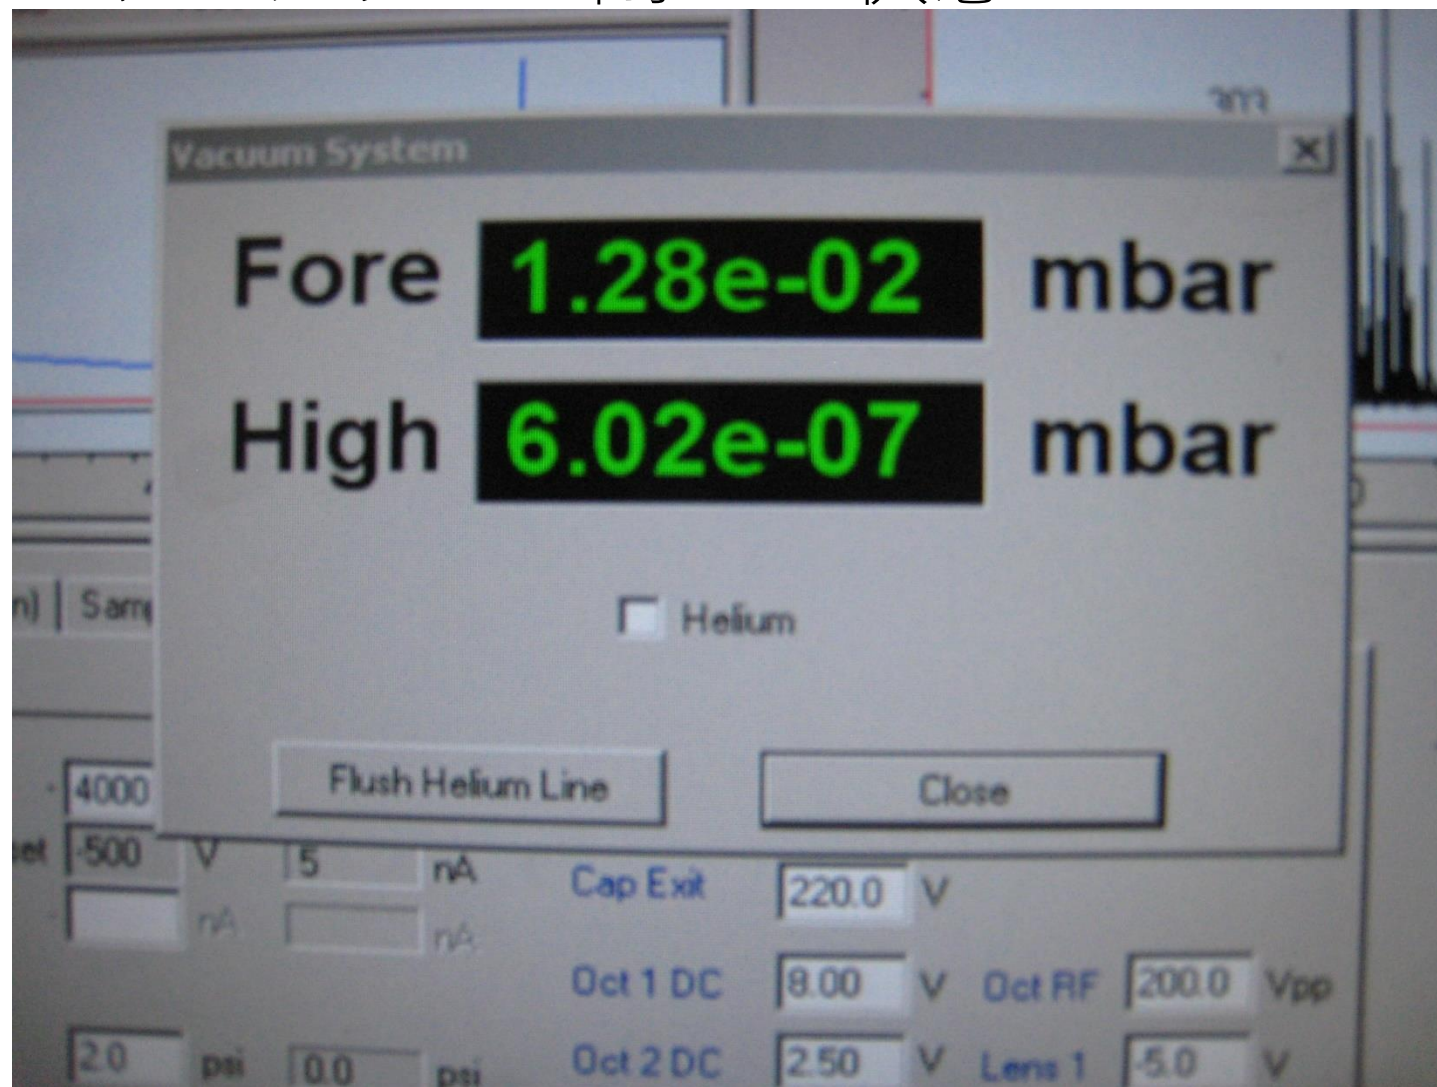 303
Vacuum System
Fore 1.28e-02 mbar
High 6.02e-07 mbar
Helium
Flush Helium Line Close
4000
-500 V 5 nA Cap Exit 220.0 V
nA nA
Oct 1 DC 8.00 V Oct RF 200.0 Vpp
2.0 psi 0.0 psi Oct 2 DC 2.50 V Lens 1 -5.0 V